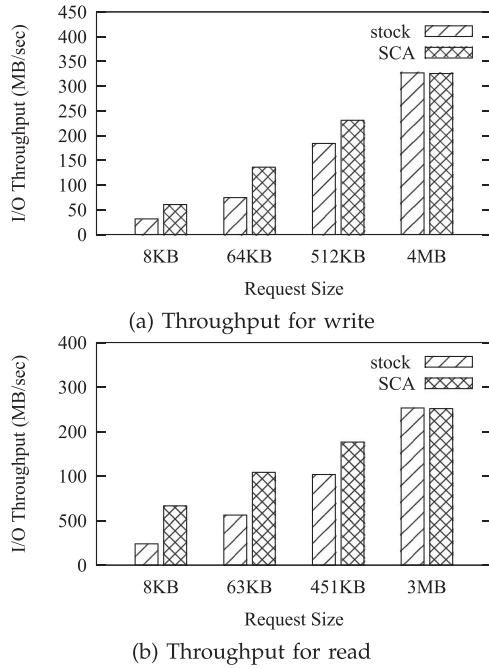 450
400
350
300
250
200
150
100
50
0
I/O Throughput (MB/sec)
stock
SCA
8KB 64KB 512KB 4MB
Request Size
(a) Throughput for write
400
300
200
100
500
0
I/O Throughput (MB/sec)
stock
SCA
8KB 63KB 451KB 3MB
Request Size
(b) Throughput for read